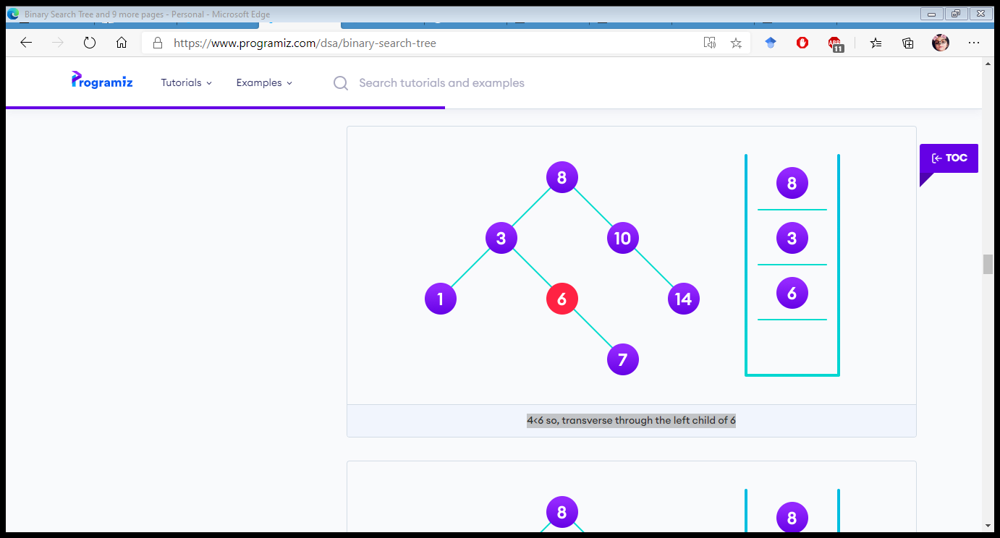 Binary Search Tree and 9 more pages - Personal - Microsoft Edge
https://www.programiz.com/dsa/binary-search-tree
11
Programiz
Tutorials
Examples
Search tutorials and examples
TOC
8
3
10
1
6
14
7
8
3
6
4<6 so, transverse through the left child of 6
8
8